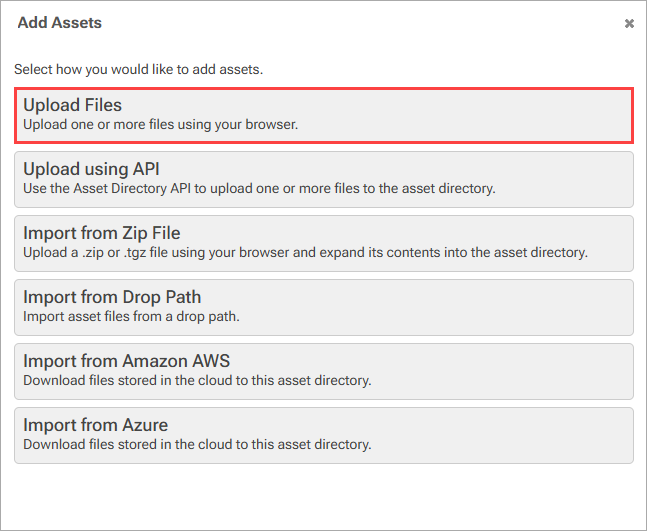 Add Assets
Select how you would like to add assets.
Upload Files
Upload one or more files using your browser.
Upload using API
Use the Asset Directory API to upload one or more files to the asset directory.
Import from Zip File
Upload a .zip or .tgz file using your browser and expand its contents into the asset directory.
Import from Drop Path
Import asset files from a drop path.
Import from Amazon AWS
Download files stored in the cloud to this asset directory.
Import from Azure
Download files stored in the cloud to this asset directory.